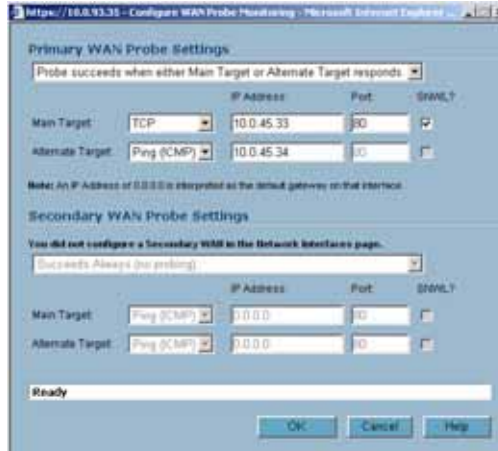 https://10.0.93.31 - Configure WAN Probe Monitoring - Microsoft Internet Explorer
Primary WAN Probe Settings
Probe succeeds when either Main Target or Alternate Target responds.
IP Address: Port: SNWL?
Main Target: TCP 10.0.45.33 80
Alternate Target: Ping (ICMP) 10.0.45.34 80
Note: An IP Address of 0.0.0.0 is interpreted as the default gateway on that interface.
Secondary WAN Probe Settings
You did not configure a Secondary WAN in the Network Interfaces page.
Succeeds Always (no probing).
IP Address: Port: SNWL?
Main Target: Ping (ICMP) 0.0.0.0 80
Alternate Target: Ping (ICMP) 0.0.0.0 80
Ready
OK Cancel Help